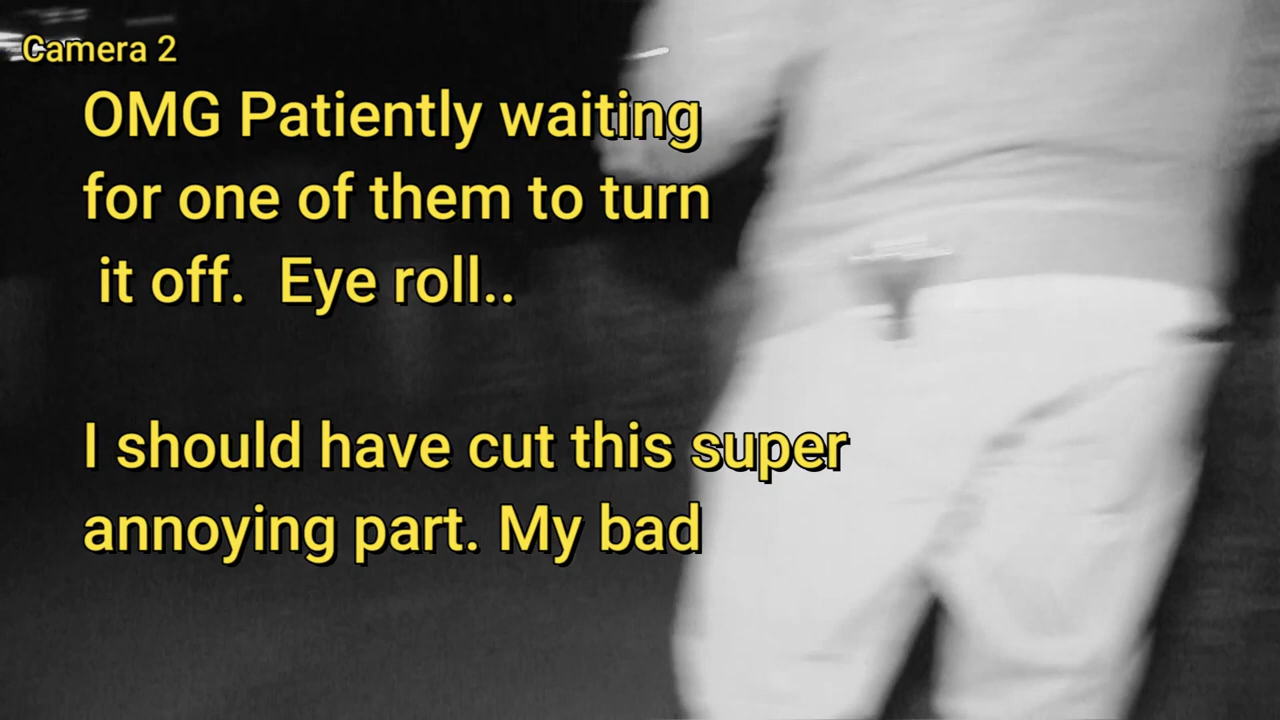 Camera 2
OMG Patiently waiting
for one of them to turn
it off.  Eye roll..
I should have cut this super
annoying part. My bad